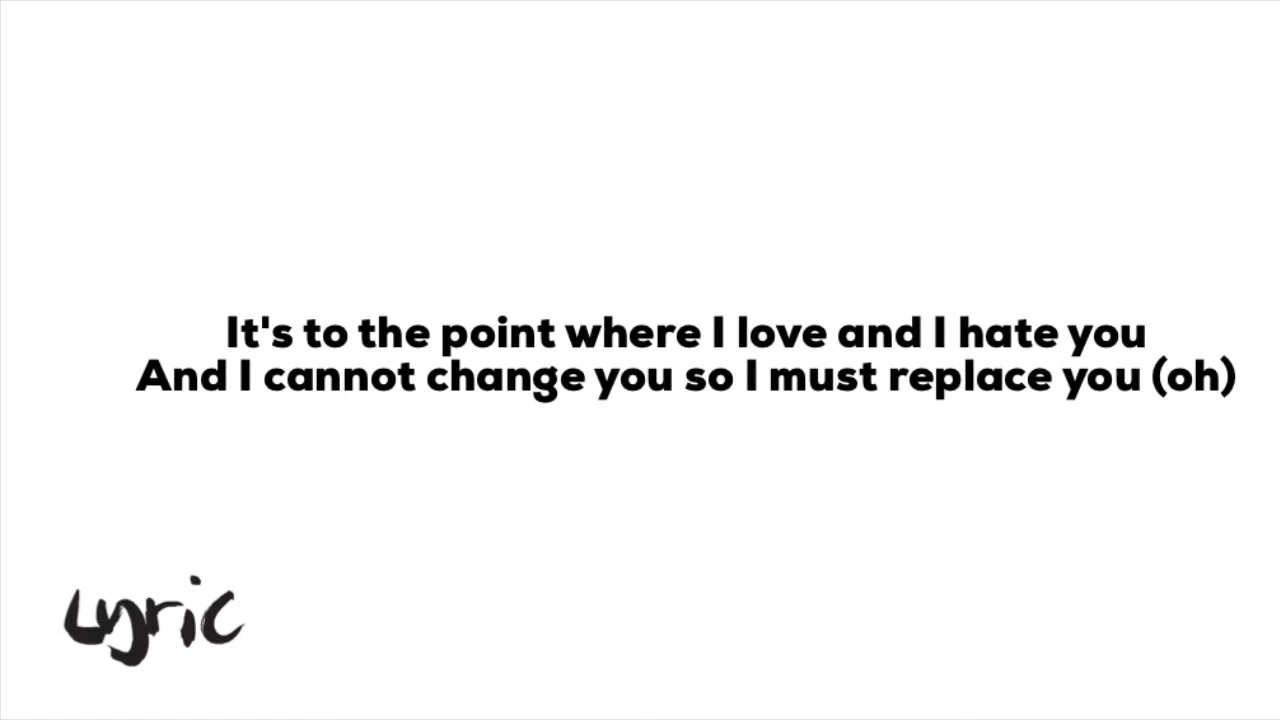 It's to the point where I love and I hate you
And I cannot change you so I must replace you (oh)
Lyric